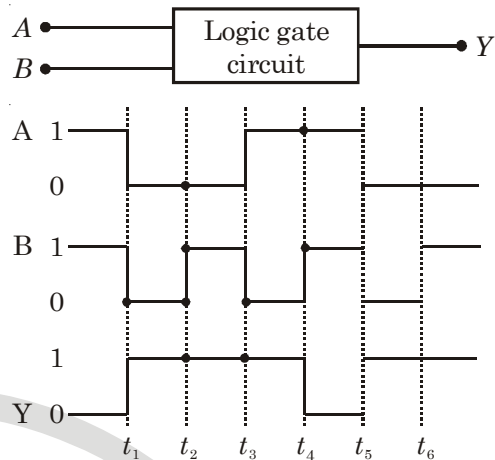 A
Logic gate
circuit
Y
B
A 1
0
B 1
0
1
Y 0
t1 t2 t3 t4 t5 t6